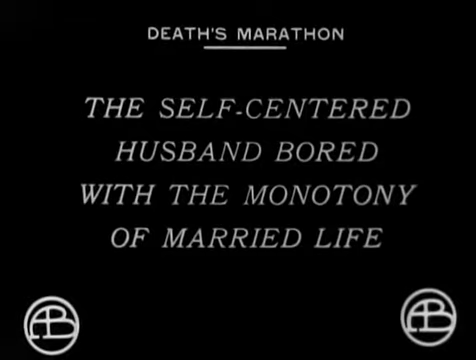 DEATH'S MARATHON
THE SELF-CENTERED
HUSBAND BORED
WITH THE MONOTONY
OF MARRIED LIFE
AB AB